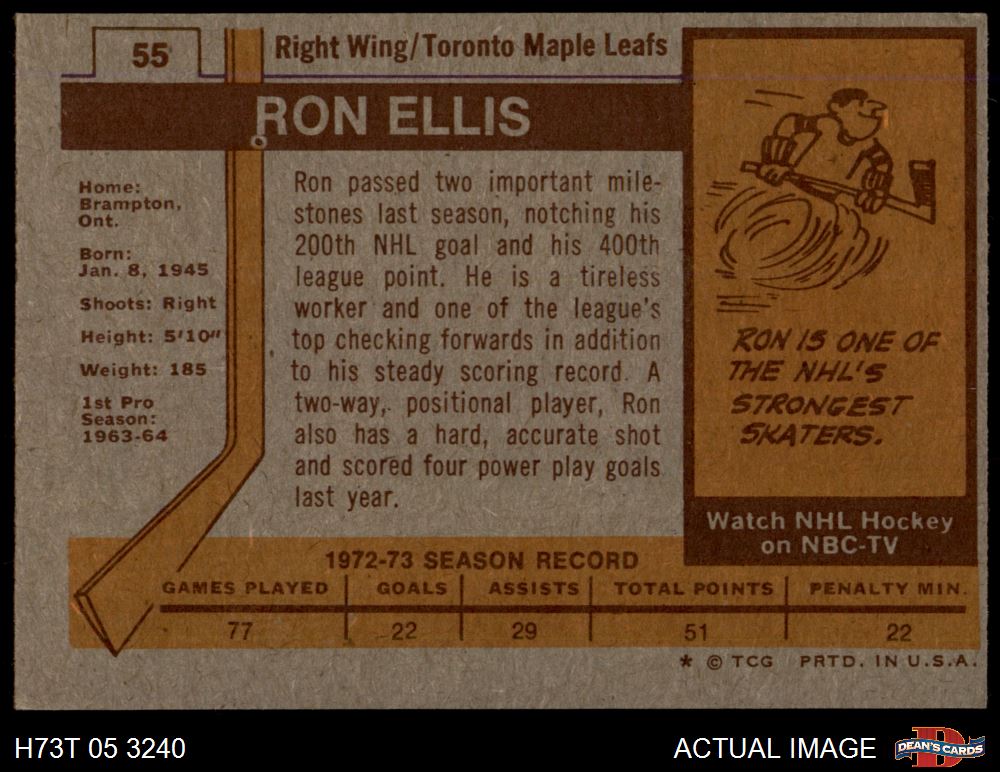 55
Right Wing/Toronto Maple Leafs
RON ELLIS
Home:
Brampton,
Ont.
Born:
Jan. 8, 1945
Shoots: Right
Height: 5'10"
Weight: 185
1st Pro
Season:
1963-64
Ron passed two important mile-
stones last season, notching his
200th NHL goal and his 400th
league point. He is a tireless
worker and one of the league's
top checking forwards in addition
to his steady scoring record. A
two-way, positional player, Ron
also has a hard, accurate shot
and scored four power play goals
last year.
RON IS ONE OF
THE NHL'S
STRONGEST
SKATERS.
Watch NHL Hockey
on NBC-TV
1972-73 SEASON RECORD
GAMES PLAYED GOALS ASSISTS TOTAL POINTS PENALTY MIN.
77 22 29 51 22
* © TCG PRTD. IN U.S.A.
H73T 05 3240
ACTUAL IMAGE
D
DEAN'S CARDS